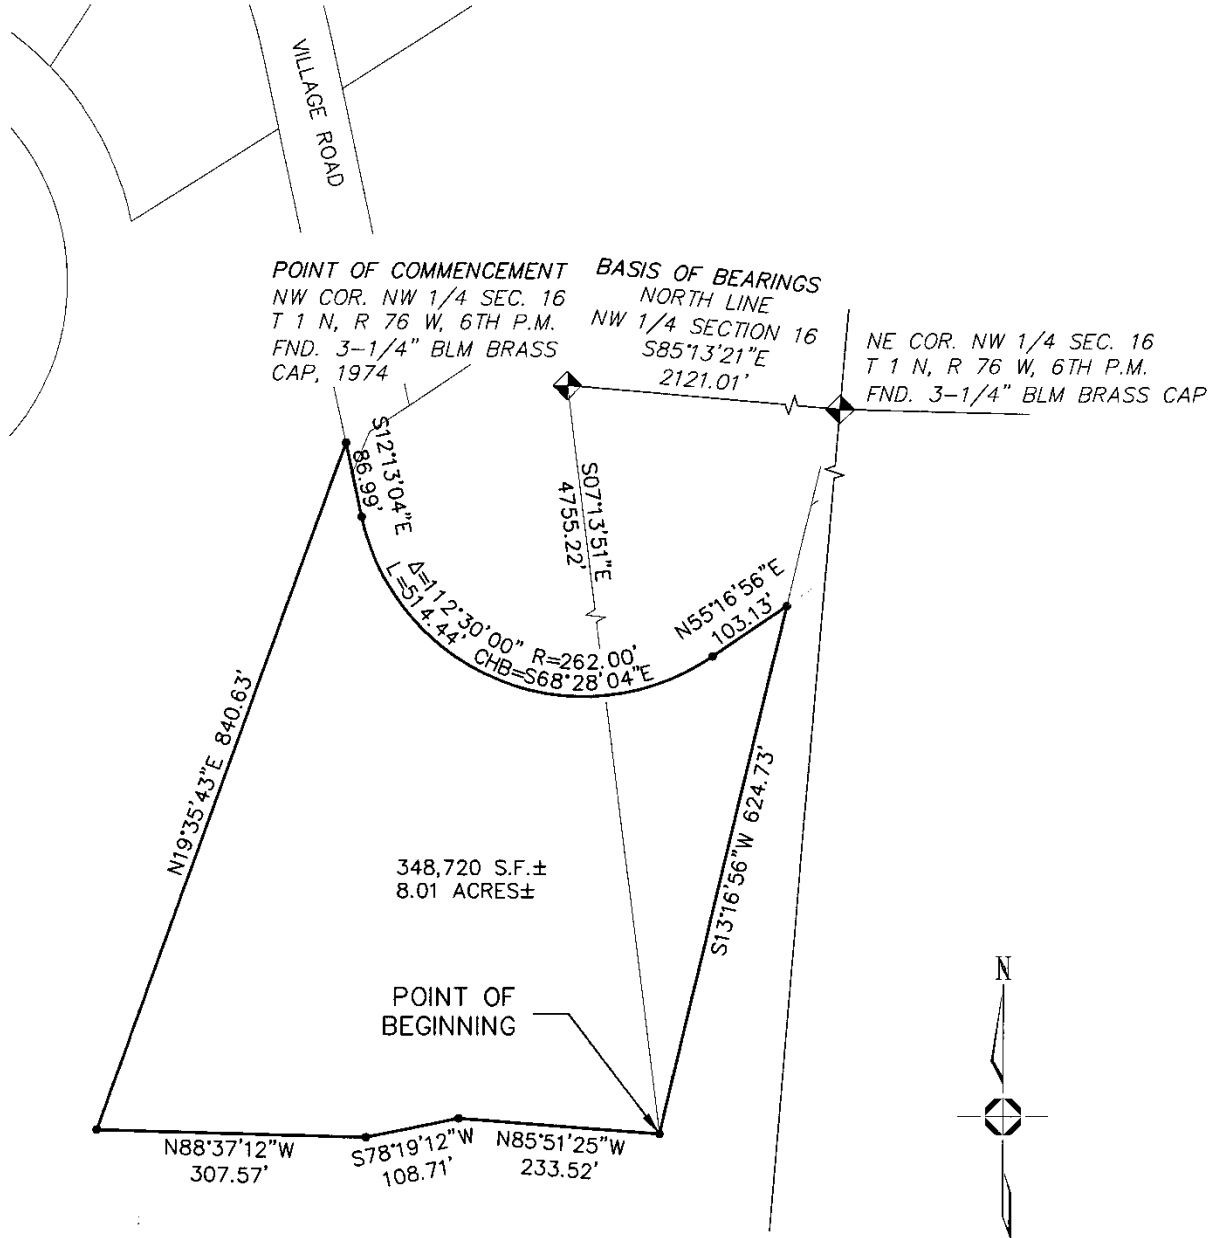 VILLAGE ROAD
POINT OF COMMENCEMENT
NW COR. NW 1/4 SEC. 16
T 1 N, R 76 W, 6TH P.M.
FND. 3-1/4" BLM BRASS
CAP, 1974
BASIS OF BEARINGS
NORTH LINE
NW 1/4 SECTION 16
S85°13'21"E
2121.01'
NE COR. NW 1/4 SEC. 16
T 1 N, R 76 W, 6TH P.M.
FND. 3-1/4" BLM BRASS CAP
S12°13'04"E
86.99'
S07°13'51"E
4755.22'
Δ=112°30'00" R=262.00'
L=514.44' CHB=S68°28'04"E
N55°16'56"E
103.13'
N19°35'43"E 840.63'
S13°16'56"W 624.73'
348,720 S.F.±
8.01 ACRES±
POINT OF
BEGINNING
N
N88°37'12"W
307.57'
S78°19'12"W
108.71'
N85°51'25"W
233.52'